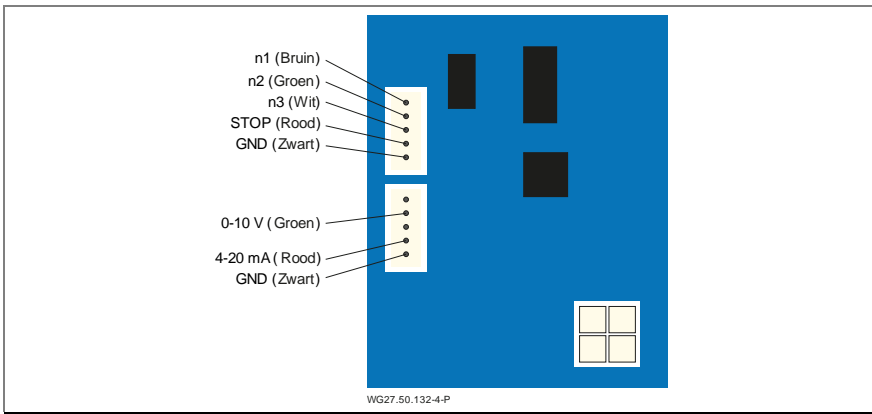 n1 (Bruin)
n2 (Groen)
n3 (Wit)
STOP (Rood)
GND (Zwart)
0-10 V (Groen)
4-20 mA (Rood)
GND (Zwart)
WG27.50.132-4-P